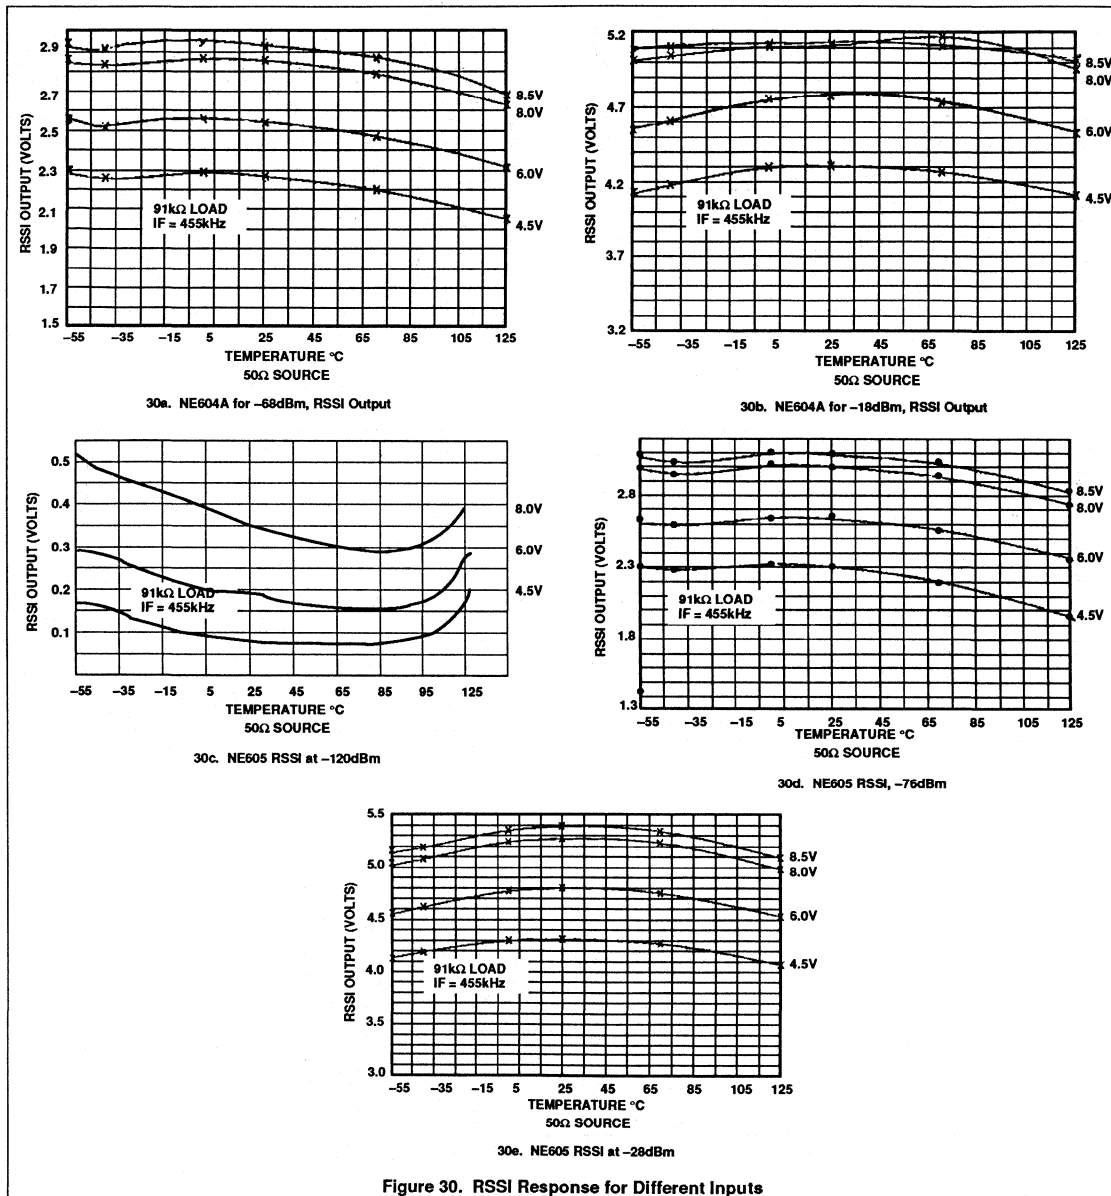 RSSI OUTPUT (VOLTS)
2.9
2.7
2.5
2.3
2.1
1.9
1.7
1.5
8.5V
8.0V
6.0V
4.5V
91kΩ LOAD
IF = 455kHz
–55 –35 –15 5 25 45 65 85 105 125
TEMPERATURE °C
50Ω SOURCE
30a. NE604A for –68dBm, RSSI Output
RSSI OUTPUT (VOLTS)
5.2
4.7
4.2
3.7
3.2
8.5V
8.0V
6.0V
4.5V
91kΩ LOAD
IF = 455kHz
–55 –35 –15 5 25 45 65 85 105 125
TEMPERATURE °C
50Ω SOURCE
30b. NE604A for –18dBm, RSSI Output
RSSI OUTPUT (VOLTS)
0.5
0.4
0.3
0.2
0.1
8.0V
6.0V
4.5V
91kΩ LOAD
IF = 455kHz
–55 –35 –15 5 25 45 65 85 95 125
TEMPERATURE °C
50Ω SOURCE
30c. NE605 RSSI at –120dBm
RSSI OUTPUT (VOLTS)
2.8
2.3
1.8
1.3
8.5V
8.0V
6.0V
4.5V
91kΩ LOAD
IF = 455kHz
–55 –35 –15 5 25 45 65 85 105 125
TEMPERATURE °C
50Ω SOURCE
30d. NE605 RSSI, –76dBm
RSSI OUTPUT (VOLTS)
5.5
5.0
4.5
4.0
3.5
3.0
8.5V
8.0V
6.0V
4.5V
91kΩ LOAD
IF = 455kHz
–55 –35 –15 5 25 45 65 85 105 125
TEMPERATURE °C
50Ω SOURCE
30e. NE605 RSSI at –28dBm
Figure 30. RSSI Response for Different Inputs